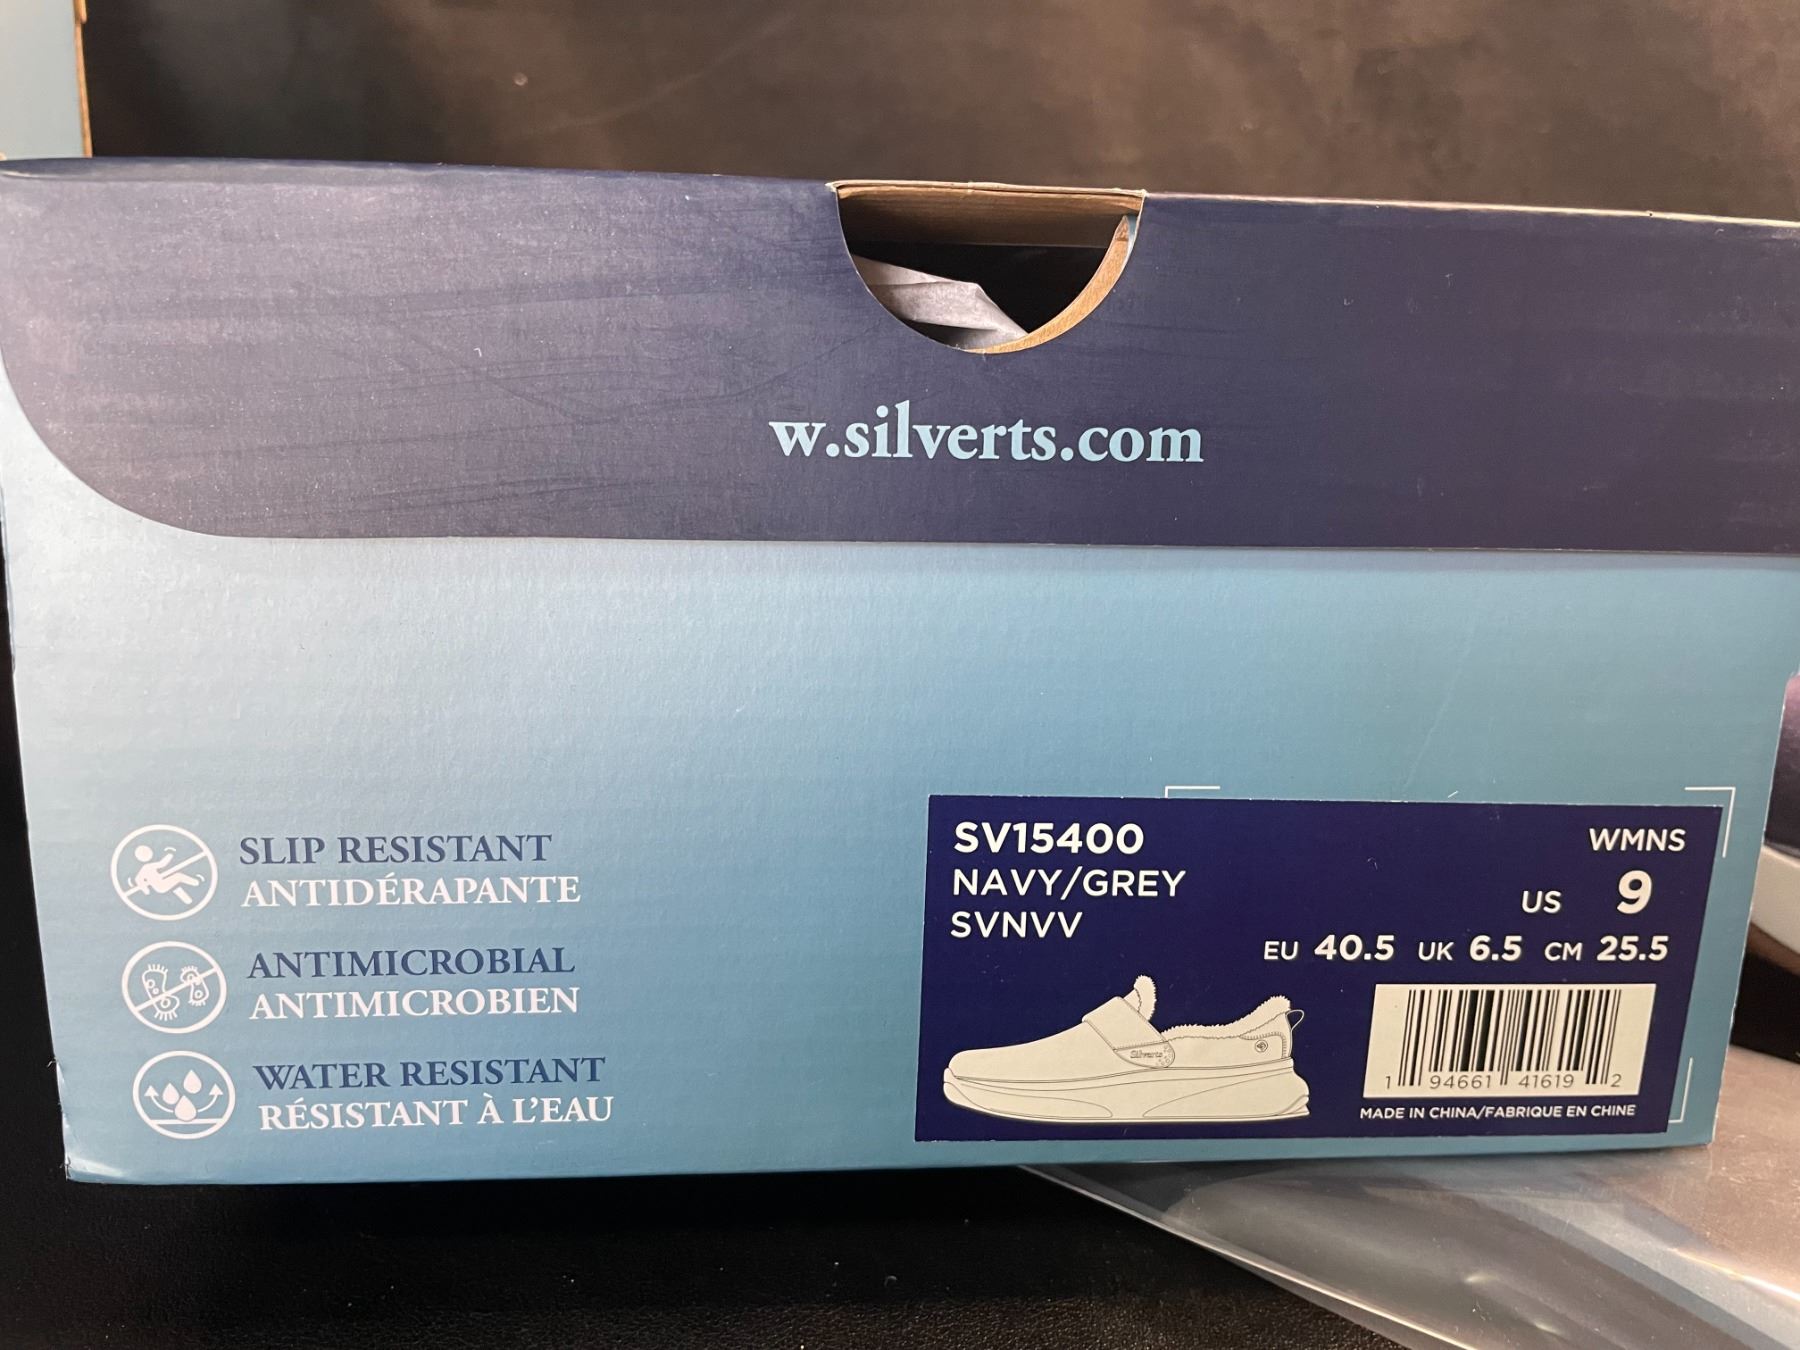 w.silverts.com
SLIP RESISTANT
ANTIDÉRAPANTE
ANTIMICROBIAL
ANTIMICROBIEN
WATER RESISTANT
RÉSISTANT À L'EAU
SV15400
NAVY/GREY
SVNVV
WMNS
US 9
EU 40.5 UK 6.5 CM 25.5
Silverts
1 94661 41619 2
MADE IN CHINA/FABRIQUE EN CHINE